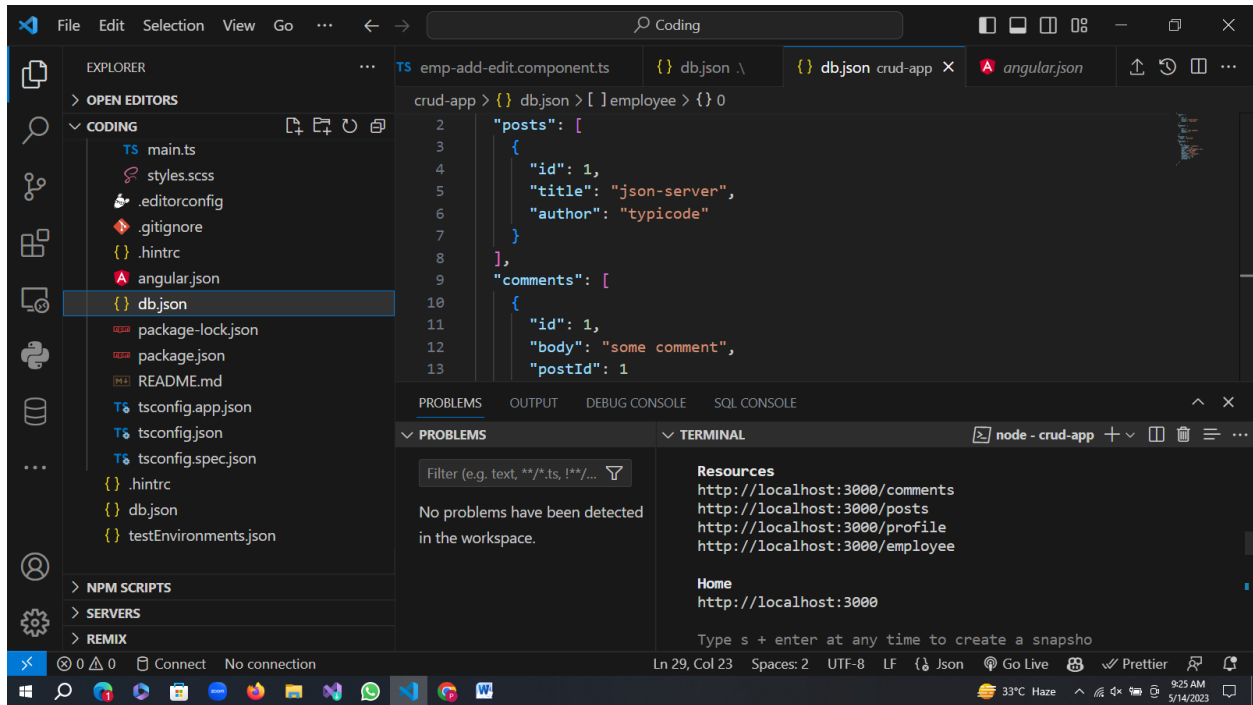 File Edit Selection View Go ··· Coding
EXPLORER ···
OPEN EDITORS
CODING
TS main.ts
styles.scss
.editorconfig
.gitignore
{} .hintrc
angular.json
{} db.json
package-lock.json
package.json
README.md
tsconfig.app.json
tsconfig.json
tsconfig.spec.json
{} .hintrc
{} db.json
{} testEnvironments.json
NPM SCRIPTS
SERVERS
REMIX
TS emp-add-edit.component.ts {} db.json .\ {} db.json crud-app angular.json ···
crud-app > {} db.json > [ ] employee > {} 0
2 "posts": [
3 {
4 "id": 1,
5 "title": "json-server",
6 "author": "typicode"
7 }
8 ],
9 "comments": [
10 {
11 "id": 1,
12 "body": "some comment",
13 "postId": 1
PROBLEMS OUTPUT DEBUG CONSOLE SQL CONSOLE
PROBLEMS
Filter (e.g. text, **/*.ts, !**/...
No problems have been detected
in the workspace.
TERMINAL node - crud-app ···
Resources
http://localhost:3000/comments
http://localhost:3000/posts
http://localhost:3000/profile
http://localhost:3000/employee
Home
http://localhost:3000
Type s + enter at any time to create a snapsho
0 0 Connect No connection Ln 29, Col 23 Spaces: 2 UTF-8 LF Json Go Live Prettier
33°C Haze 9:25 AM
5/14/2023